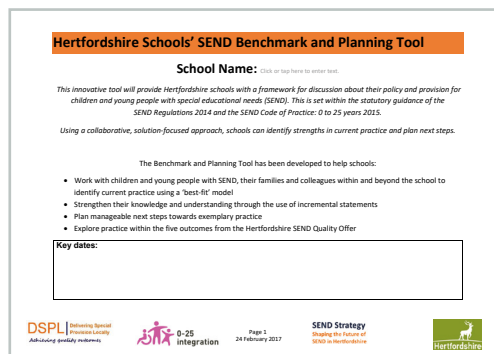 Hertfordshire Schools' SEND Benchmark and Planning Tool
School Name: Click or tap here to enter text.
This innovative tool will provide Hertfordshire schools with a framework for discussion about their policy and provision for
children and young people with special educational needs (SEND). This is set within the statutory guidance of the
SEND Regulations 2014 and the SEND Code of Practice: 0 to 25 years 2015.
Using a collaborative, solution-focused approach, schools can identify strengths in current practice and plan next steps.
The Benchmark and Planning Tool has been developed to help schools:
• Work with children and young people with SEND, their families and colleagues within and beyond the school to
identify current practice using a 'best-fit' model
• Strengthen their knowledge and understanding through the use of incremental statements
• Plan manageable next steps towards exemplary practice
• Explore practice within the five outcomes from the Hertfordshire SEND Quality Offer
Key dates:
DSPL Delivering Special
Provision Locally
Achieving quality outcomes
0-25
integration
Page 1
24 February 2017
SEND Strategy
Shaping the Future of
SEND in Hertfordshire
Hertfordshire